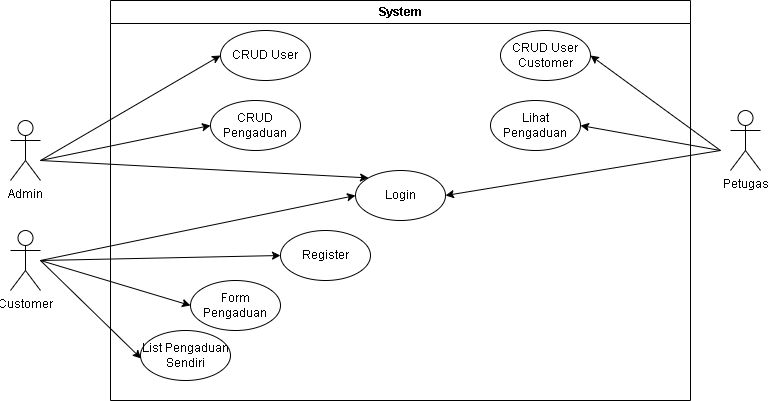 System
CRUD User
CRUD User
Customer
CRUD
Pengaduan
Lihat
Pengaduan
Admin
Petugas
Login
Customer
Register
Form
Pengaduan
List Pengaduan
Sendiri